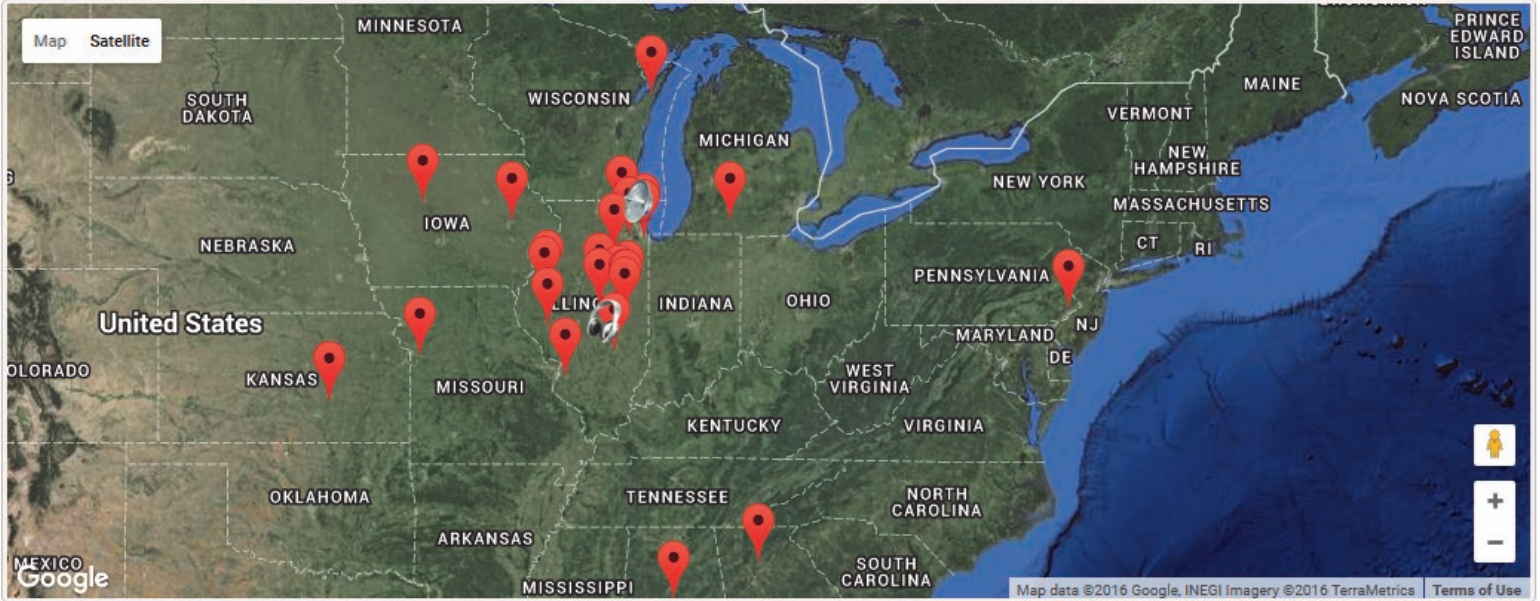 MINNESOTA
PRINCE
EDWARD
ISLAND
Map
Satellite
WISCONSIN
SOUTH
DAKOTA
MAINE
NOVA SCOTIA
VERMONT
MICHIGAN
NEW
HAMPSHIRE
NEW YORK
MASSACHUSETTS
IOWA
NEBRASKA
CT
RI
PENNSYLVANIA
ILLINO
INDIANA
OHIO
United States
NJ
MARYLAND
DE
OLORADO
KANSAS
MISSOURI
WEST
VIRGINIA
KENTUCKY
VIRGINIA
OKLAHOMA
TENNESSEE
NORTH
CAROLINA
ARKANSAS
MEXICO
Google
SOUTH
CAROLINA
MISSISSIPPI
Map data ©2016 Google, INEGI Imagery ©2016 TerraMetrics
Terms of Use